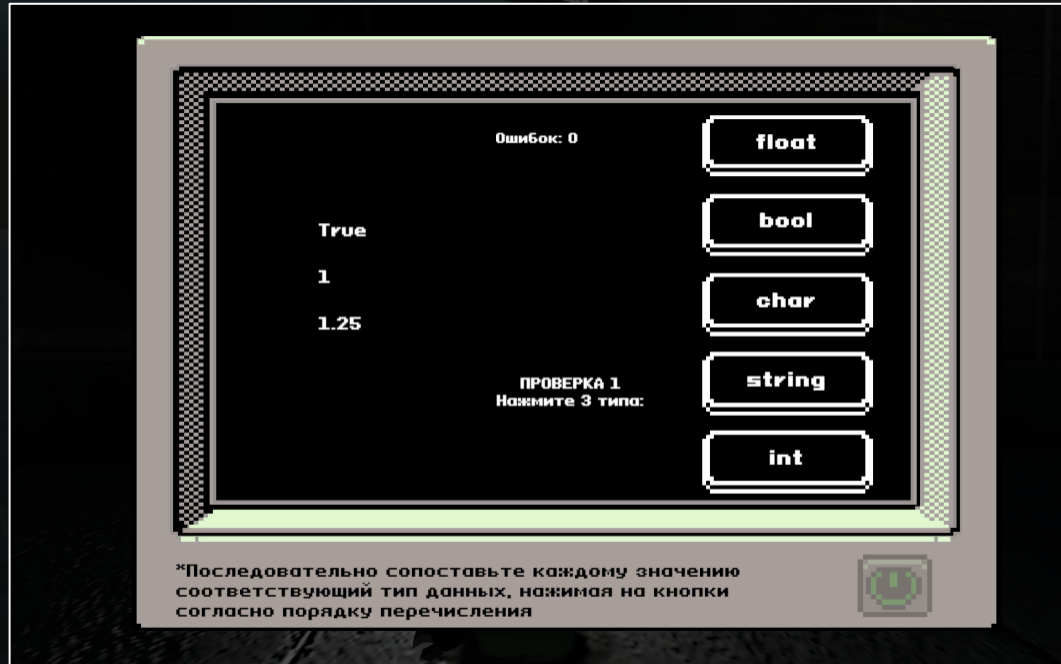 Ошибок: 0
True
1
1.25
ПРОВЕРКА 1
Нажмите 3 типа:
float
bool
char
string
int
*Последовательно сопоставьте каждому значению
соответствующий тип данных, нажимая на кнопки
согласно порядку перечисления